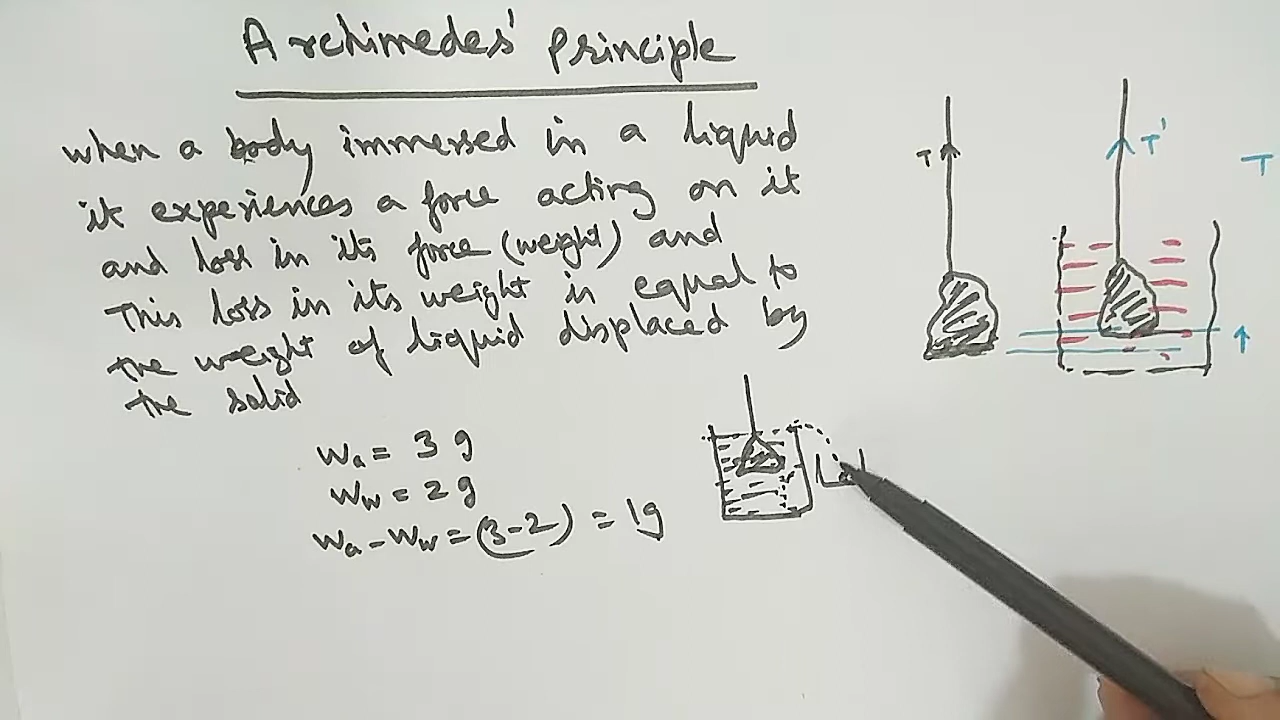 Archimedes' Principle
when a body immersed in a liquid
it experiences a force acting on it
and loss in its force (weight) and
This loss in its weight is equal to
the weight of liquid displaced by
the solid
Wa = 3 g
Ww = 2g
Wa - Ww = (3-2) = 1g
T
T'
T